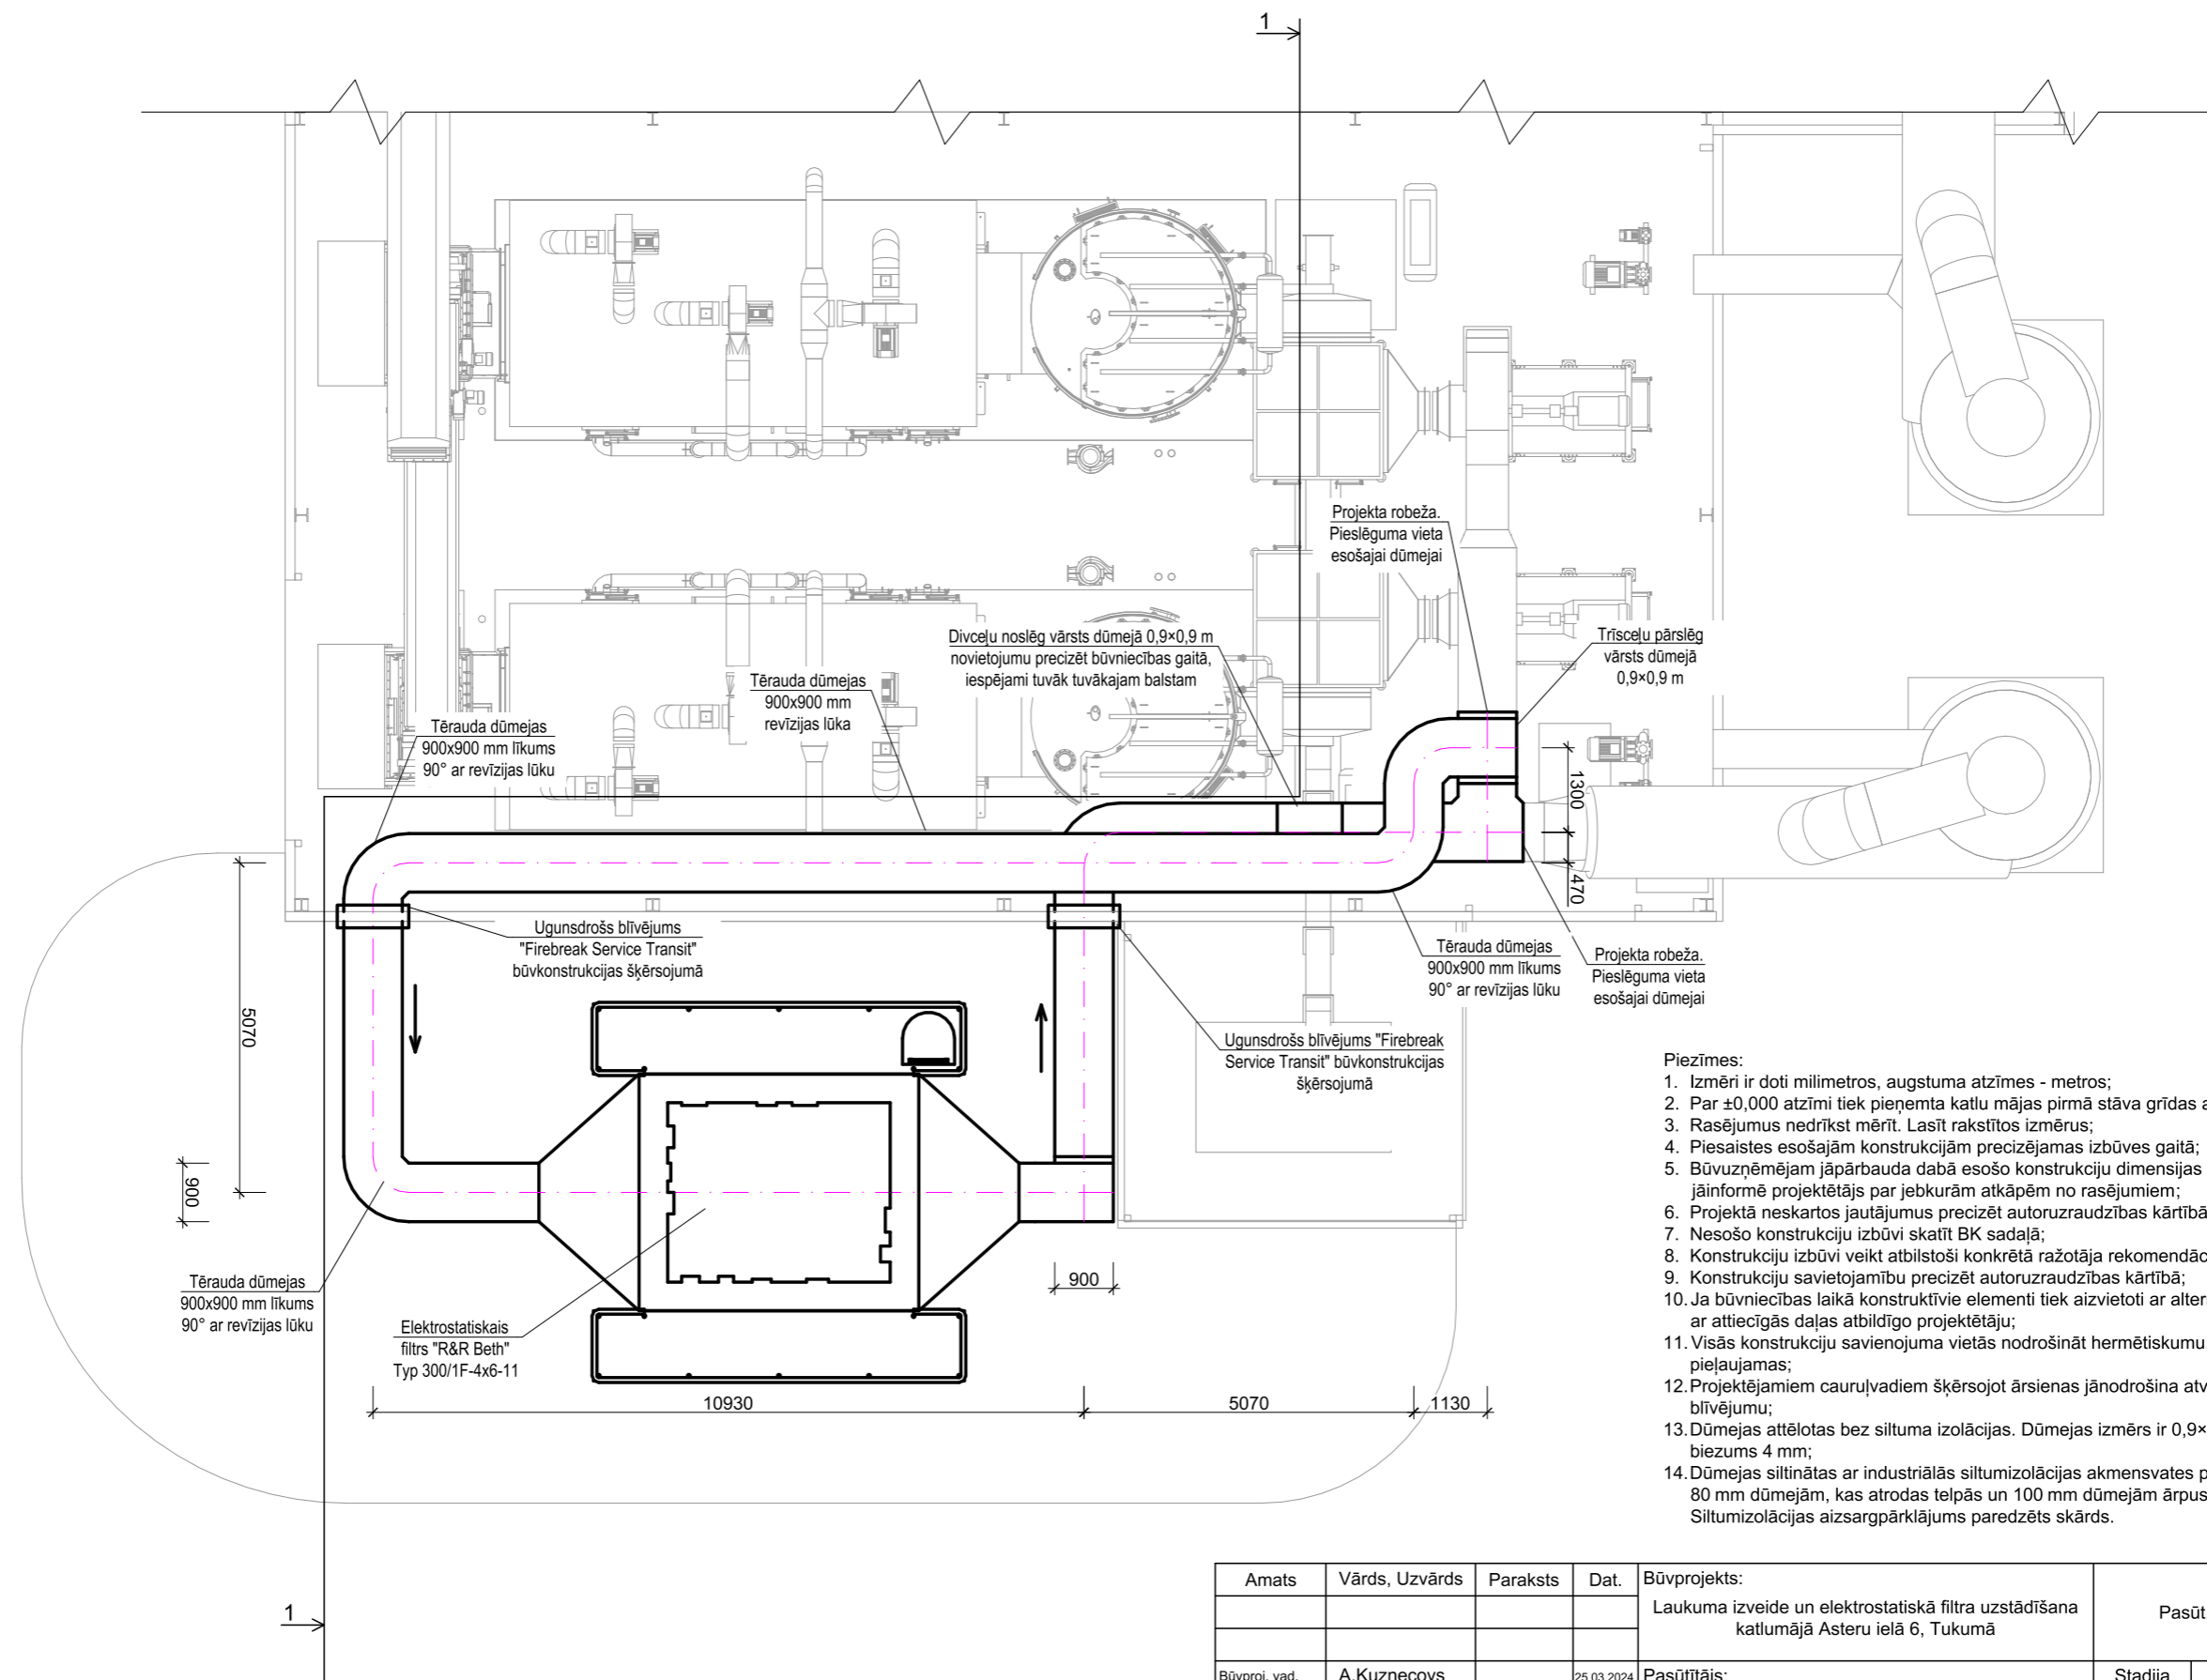 1
Projekta robeža.
Pieslēguma vieta
esošajai dūmejai
Divceļu noslēg vārsts dūmejā 0,9×0,9 m
novietojumu precizēt būvniecības gaitā,
iespējami tuvāk tuvākajam balstam
Trīsceļu pārslēg
vārsts dūmejā
0,9×0,9 m
Tērauda dūmejas
900x900 mm
revīzijas lūka
Tērauda dūmejas
900x900 mm līkums
90° ar revīzijas lūku
1300
470
Ugunsdrošs blīvējums
"Firebreak Service Transit"
būvkonstrukcijas šķērsojumā
Tērauda dūmejas
900x900 mm līkums
90° ar revīzijas lūku
Projekta robeža.
Pieslēguma vieta
esošajai dūmejai
5070
Ugunsdrošs blīvējums "Firebreak
Service Transit" būvkonstrukcijas
šķērsojumā
900
900
Tērauda dūmejas
900x900 mm līkums
90° ar revīzijas lūku
Elektrostatiskais
filtrs "R&R Beth"
Typ 300/1F-4x6-11
10930
5070
1130
Piezīmes:
1. Izmēri ir doti milimetros, augstuma atzīmes - metros;
2. Par ±0,000 atzīmi tiek pieņemta katlu mājas pirmā stāva grīdas a
3. Rasējumus nedrīkst mērīt. Lasīt rakstītos izmērus;
4. Piesaistes esošajām konstrukcijām precizējamas izbūves gaitā;
5. Būvuzņēmējam jāpārbauda dabā esošo konstrukciju dimensijas
jāinformē projektētājs par jebkurām atkāpēm no rasējumiem;
6. Projektā neskartos jautājumus precizēt autoruzraudzības kārtībā
7. Nesošo konstrukciju izbūvi skatīt BK sadaļā;
8. Konstrukciju izbūvi veikt atbilstoši konkrētā ražotāja rekomendāc
9. Konstrukciju savietojamību precizēt autoruzraudzības kārtībā;
10. Ja būvniecības laikā konstruktīvie elementi tiek aizvietoti ar alter
ar attiecīgās daļas atbildīgo projektētāju;
11. Visās konstrukciju savienojuma vietās nodrošināt hermētiskumu
pieļaujamas;
12. Projektējamiem cauruļvadiem šķērsojot ārsienas jānodrošina atv
blīvējumu;
13. Dūmejas attēlotas bez siltuma izolācijas. Dūmejas izmērs ir 0,9×
biezums 4 mm;
14. Dūmejas siltinātas ar industriālās siltumizolācijas akmensvates p
80 mm dūmejām, kas atrodas telpās un 100 mm dūmejām ārpus
Siltumizolācijas aizsargpārklājums paredzēts skārds.
1
Amats Vārds, Uzvārds Paraksts Dat. Būvprojekts:
Laukuma izveide un elektrostatiskā filtra uzstādīšana
katlumājā Asteru ielā 6, Tukumā
Pasūt
Būvproj. vad. A.Kuznecovs 25.03.2024 Pasūtītājs: Stadija